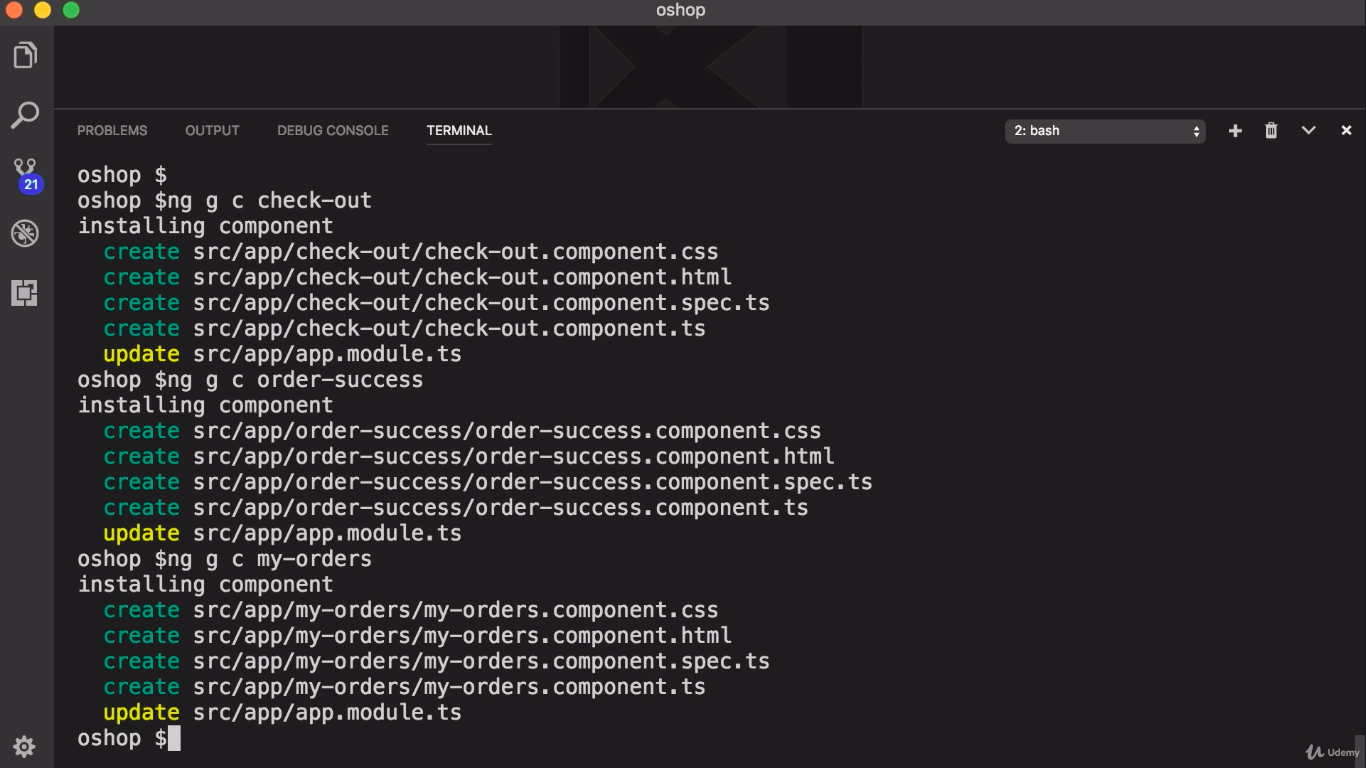 oshop
PROBLEMS OUTPUT DEBUG CONSOLE TERMINAL 2: bash
oshop $
oshop $ng g c check-out
installing component
create src/app/check-out/check-out.component.css
create src/app/check-out/check-out.component.html
create src/app/check-out/check-out.component.spec.ts
create src/app/check-out/check-out.component.ts
update src/app/app.module.ts
oshop $ng g c order-success
installing component
create src/app/order-success/order-success.component.css
create src/app/order-success/order-success.component.html
create src/app/order-success/order-success.component.spec.ts
create src/app/order-success/order-success.component.ts
update src/app/app.module.ts
oshop $ng g c my-orders
installing component
create src/app/my-orders/my-orders.component.css
create src/app/my-orders/my-orders.component.html
create src/app/my-orders/my-orders.component.spec.ts
create src/app/my-orders/my-orders.component.ts
update src/app/app.module.ts
oshop $
21
Udemy